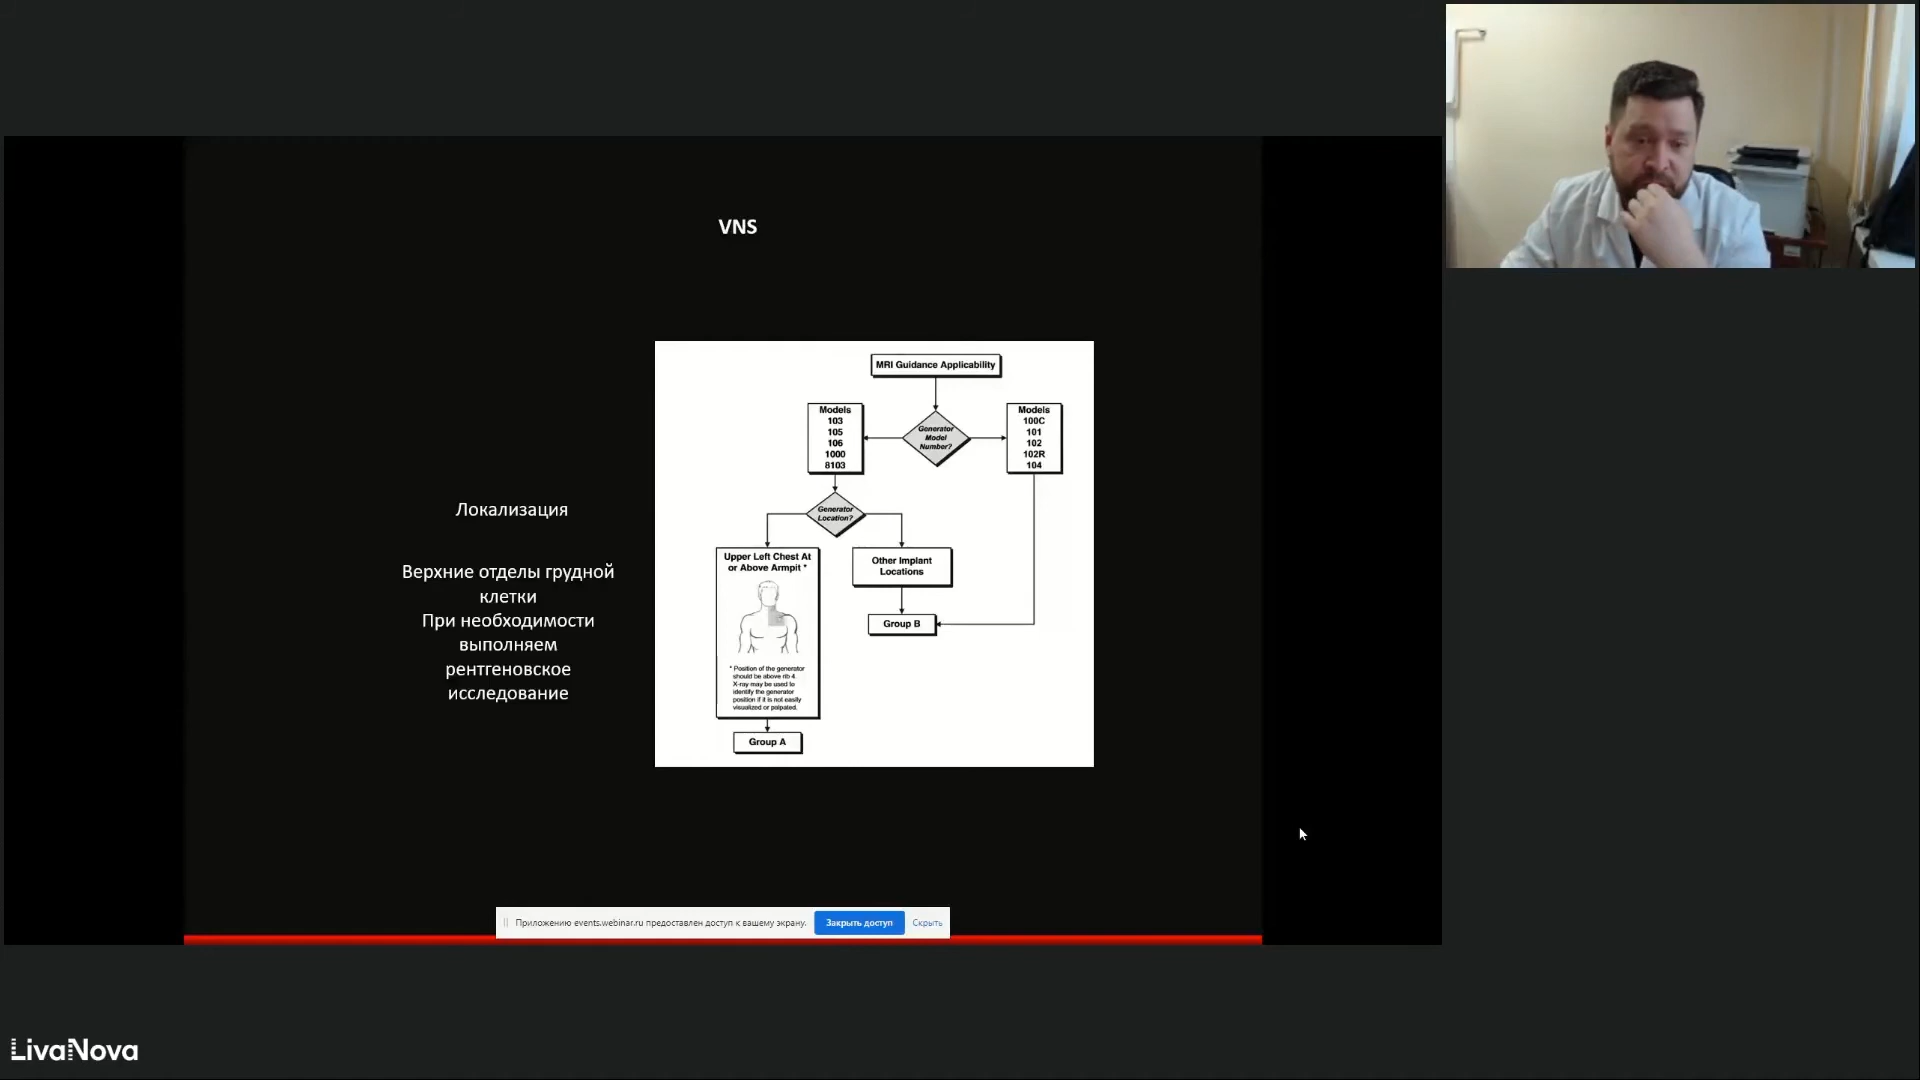 VNS
Локализация
Верхние отделы грудной
клетки
При необходимости
выполняем
рентгеновское
исследование
MRI Guidance Applicability
Models
103
105
106
1000
8103
Generator
Model
Number?
Models
100C
101
102
102R
104
Generator
Location?
Upper Left Chest At
or Above Armpit *
* Position of the generator
should be above rib 4.
X-ray may be used to
identify the generator
position if it is not easily
visualized or palpated.
Group A
Other Implant
Locations
Group B
Приложению events.webinar.ru предоставлен доступ к вашему экрану.
Закрыть доступ
Скрыть
LivaNova